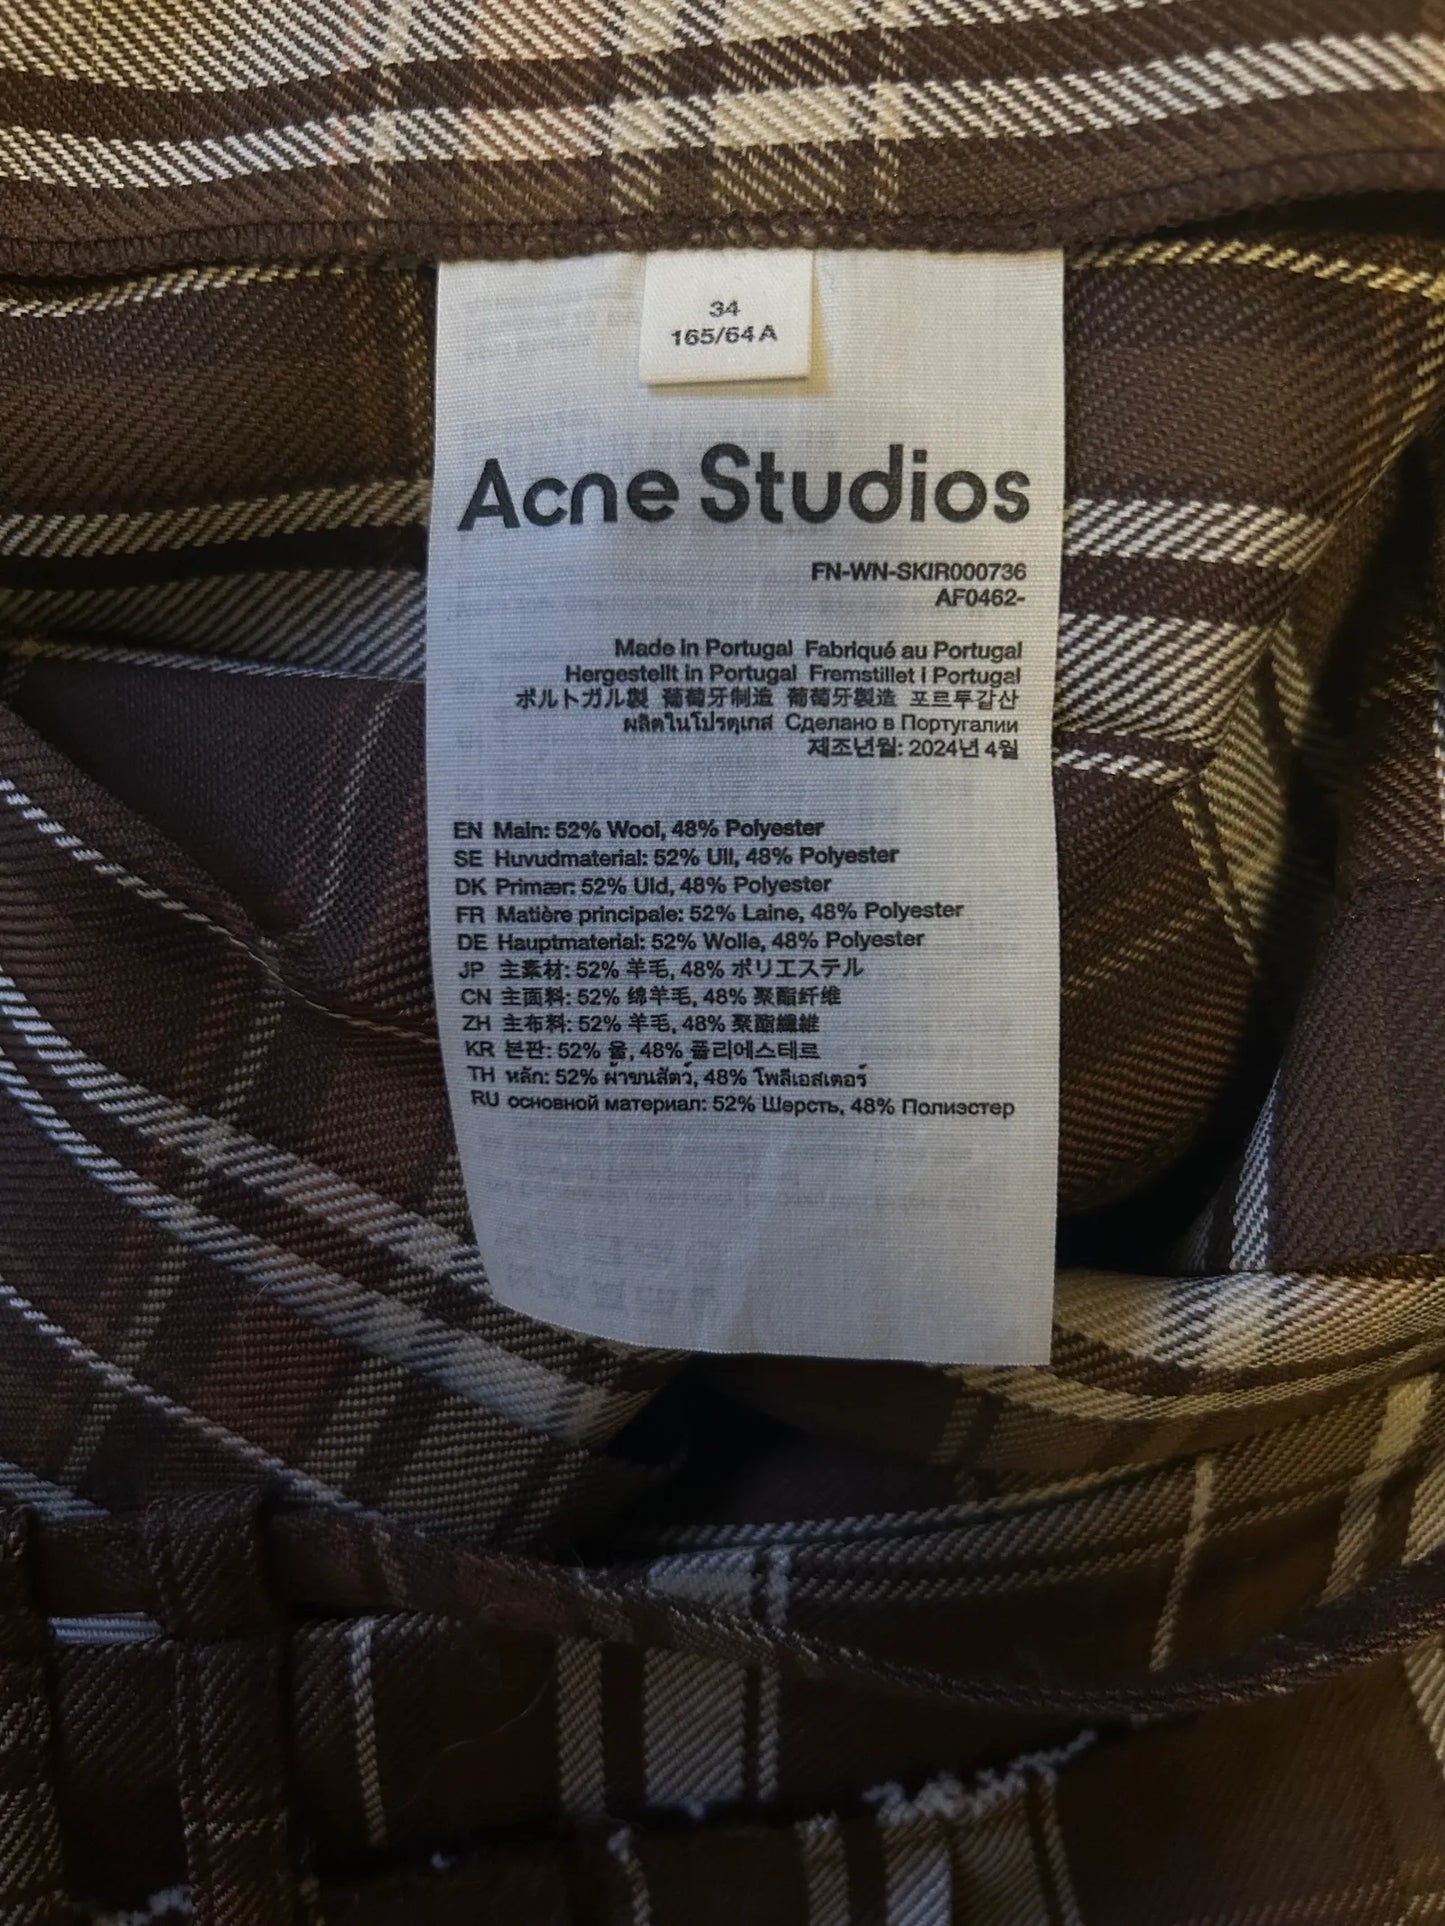 34
165/64A
Acne Studios
FN-WN-SKIR000736
AF0462-
Made in Portugal Fabriqué au Portugal
Hergestellt in Portugal Fremstillet i Portugal
ポルトガル製 葡萄牙制造 葡萄牙製造 포르투갈산
ผลิตในโปรตุเกส Сделано в Португалии
제조년월: 2024년 4월
EN Main: 52% Wool, 48% Polyester
SE Huvudmaterial: 52% Ull, 48% Polyester
DK Primær: 52% Uld, 48% Polyester
FR Matière principale: 52% Laine, 48% Polyester
DE Hauptmaterial: 52% Wolle, 48% Polyester
JP 主素材: 52% 羊毛, 48% ポリエステル
CN 主面料: 52% 绵羊毛, 48% 聚酯纤维
ZH 主布料: 52% 羊毛, 48% 聚酯纖維
KR 본판: 52% 울, 48% 폴리에스테르
TH หลัก: 52% ผ้าขนสัตว์, 48% โพลีเอสเตอร์
RU основной материал: 52% Шерсть, 48% Полиэстер